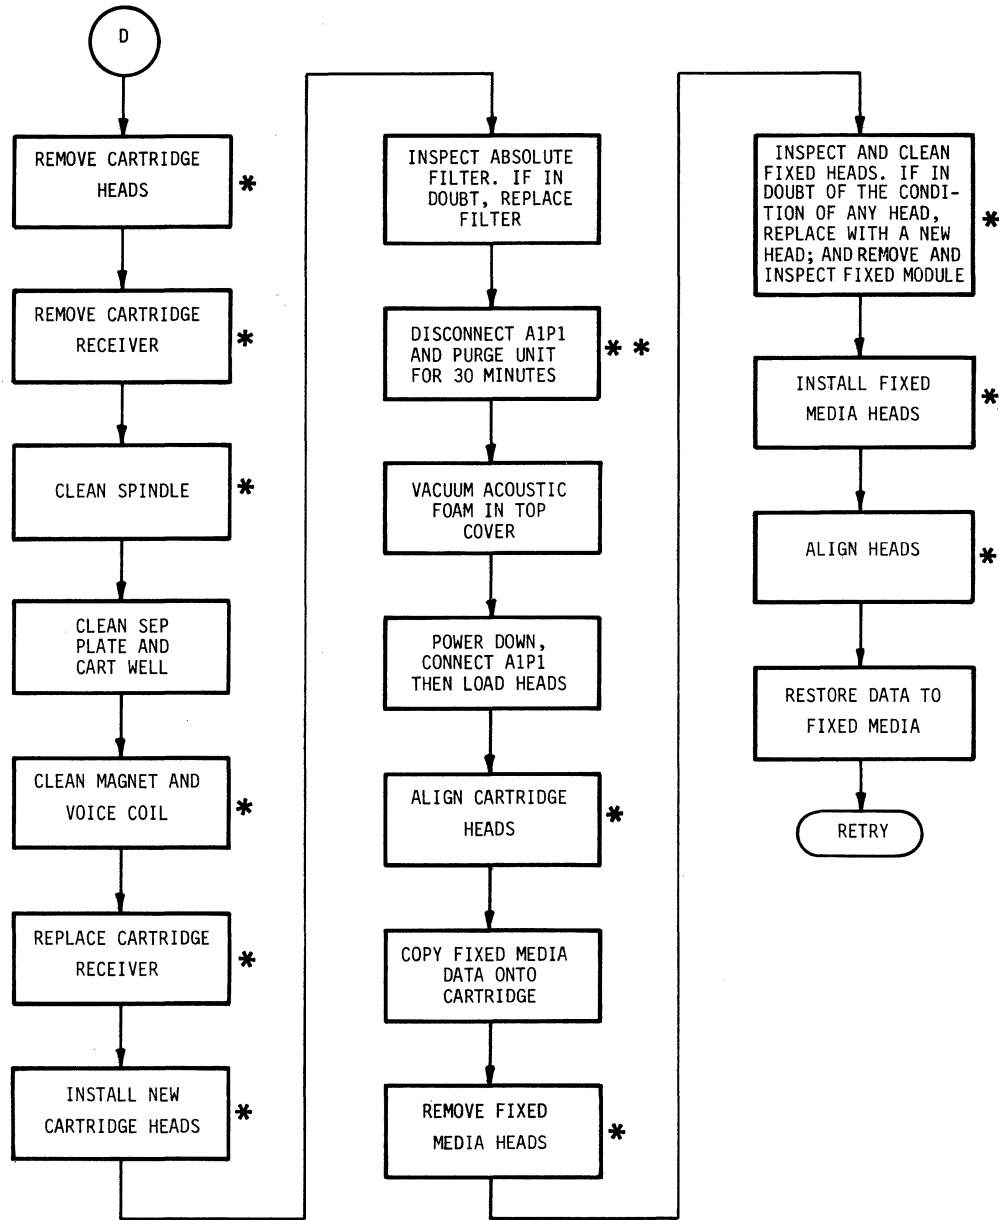 D
REMOVE CARTRIDGE
HEADS
*
REMOVE CARTRIDGE
RECEIVER
*
CLEAN SPINDLE
*
CLEAN SEP
PLATE AND
CART WELL
CLEAN MAGNET AND
VOICE COIL
*
REPLACE CARTRIDGE
RECEIVER
*
INSTALL NEW
CARTRIDGE HEADS
*
INSPECT ABSOLUTE
FILTER. IF IN
DOUBT, REPLACE
FILTER
DISCONNECT A1P1
AND PURGE UNIT
FOR 30 MINUTES
* *
VACUUM ACOUSTIC
FOAM IN TOP
COVER
POWER DOWN,
CONNECT A1P1
THEN LOAD HEADS
ALIGN CARTRIDGE
HEADS
*
COPY FIXED MEDIA
DATA ONTO
CARTRIDGE
REMOVE FIXED
MEDIA HEADS
*
INSPECT AND CLEAN
FIXED HEADS. IF IN
DOUBT OF THE CONDI-
TION OF ANY HEAD,
REPLACE WITH A NEW
HEAD; AND REMOVE AND
INSPECT FIXED MODULE
*
INSTALL FIXED
MEDIA HEADS
*
ALIGN HEADS
*
RESTORE DATA TO
FIXED MEDIA
RETRY